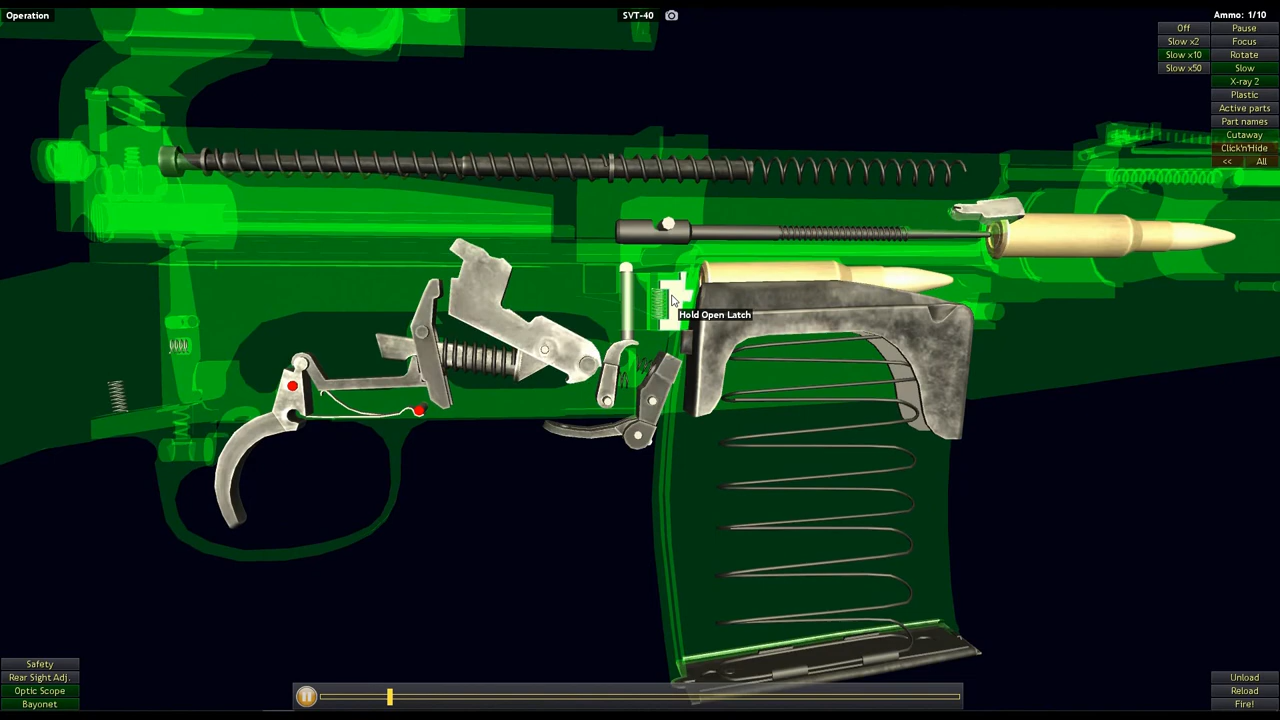 Operation
SVT-40
Ammo: 1/10
Off
Pause
Slow x2
Focus
Slow x10
Rotate
Slow x50
Slow
X-ray 2
Plastic
Active parts
Part names
Cutaway
Click'n'Hide
<< All
Hold Open Latch
Safety
Rear Sight Adj.
Optic Scope
Bayonet
Unload
Reload
Fire!